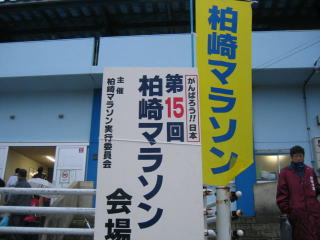 がんばろう!!日本
第15回
柏崎マラソン
会場
主催
柏崎マラソン実行委員会
柏崎マラソン